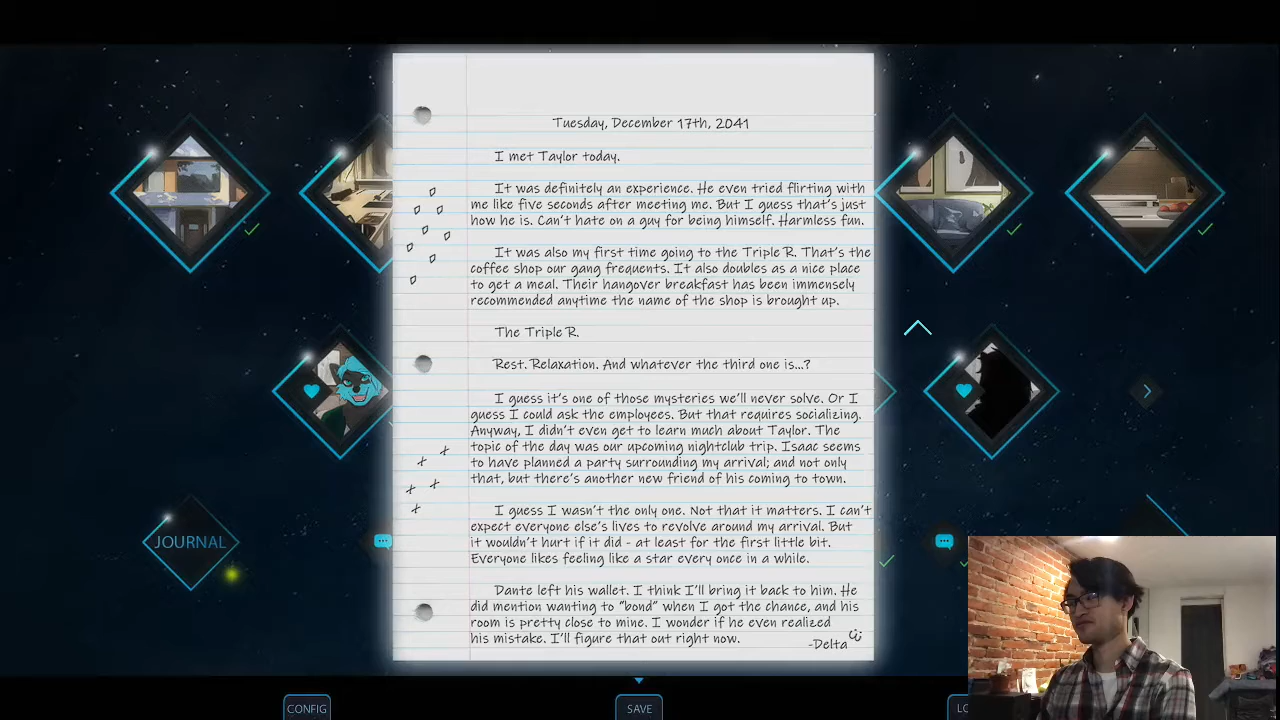 Tuesday, December 17th, 2041
I met Taylor today.
It was definitely an experience. He even tried flirting with
me like five seconds after meeting me. But I guess that's just
how he is. Can't hate on a guy for being himself. Harmless fun.
It was also my first time going to the Triple R. That's the
coffee shop our gang frequents. It also doubles as a nice place
to get a meal. Their hangover breakfast has been immensely
recommended anytime the name of the shop is brought up.
The Triple R.
Rest. Relaxation. And whatever the third one is...?
I guess it's one of those mysteries we'll never solve. Or I
guess I could ask the employees. But that requires socializing.
Anyway, I didn't even get to learn much about Taylor. The
topic of the day was our upcoming nightclub trip. Isaac seems
to have planned a party surrounding my arrival; and not only
that, but there's another new friend of his coming to town.
I guess I wasn't the only one. Not that it matters. I can't
expect everyone else's lives to revolve around my arrival. But
it wouldn't hurt if it did - at least for the first little bit.
Everyone likes feeling like a star every once in a while.
Dante left his wallet. I think I'll bring it back to him. He
did mention wanting to "bond" when I got the chance, and his
room is pretty close to mine. I wonder if he even realized
his mistake. I'll figure that out right now.
-Delta
JOURNAL
CONFIG
SAVE
LO